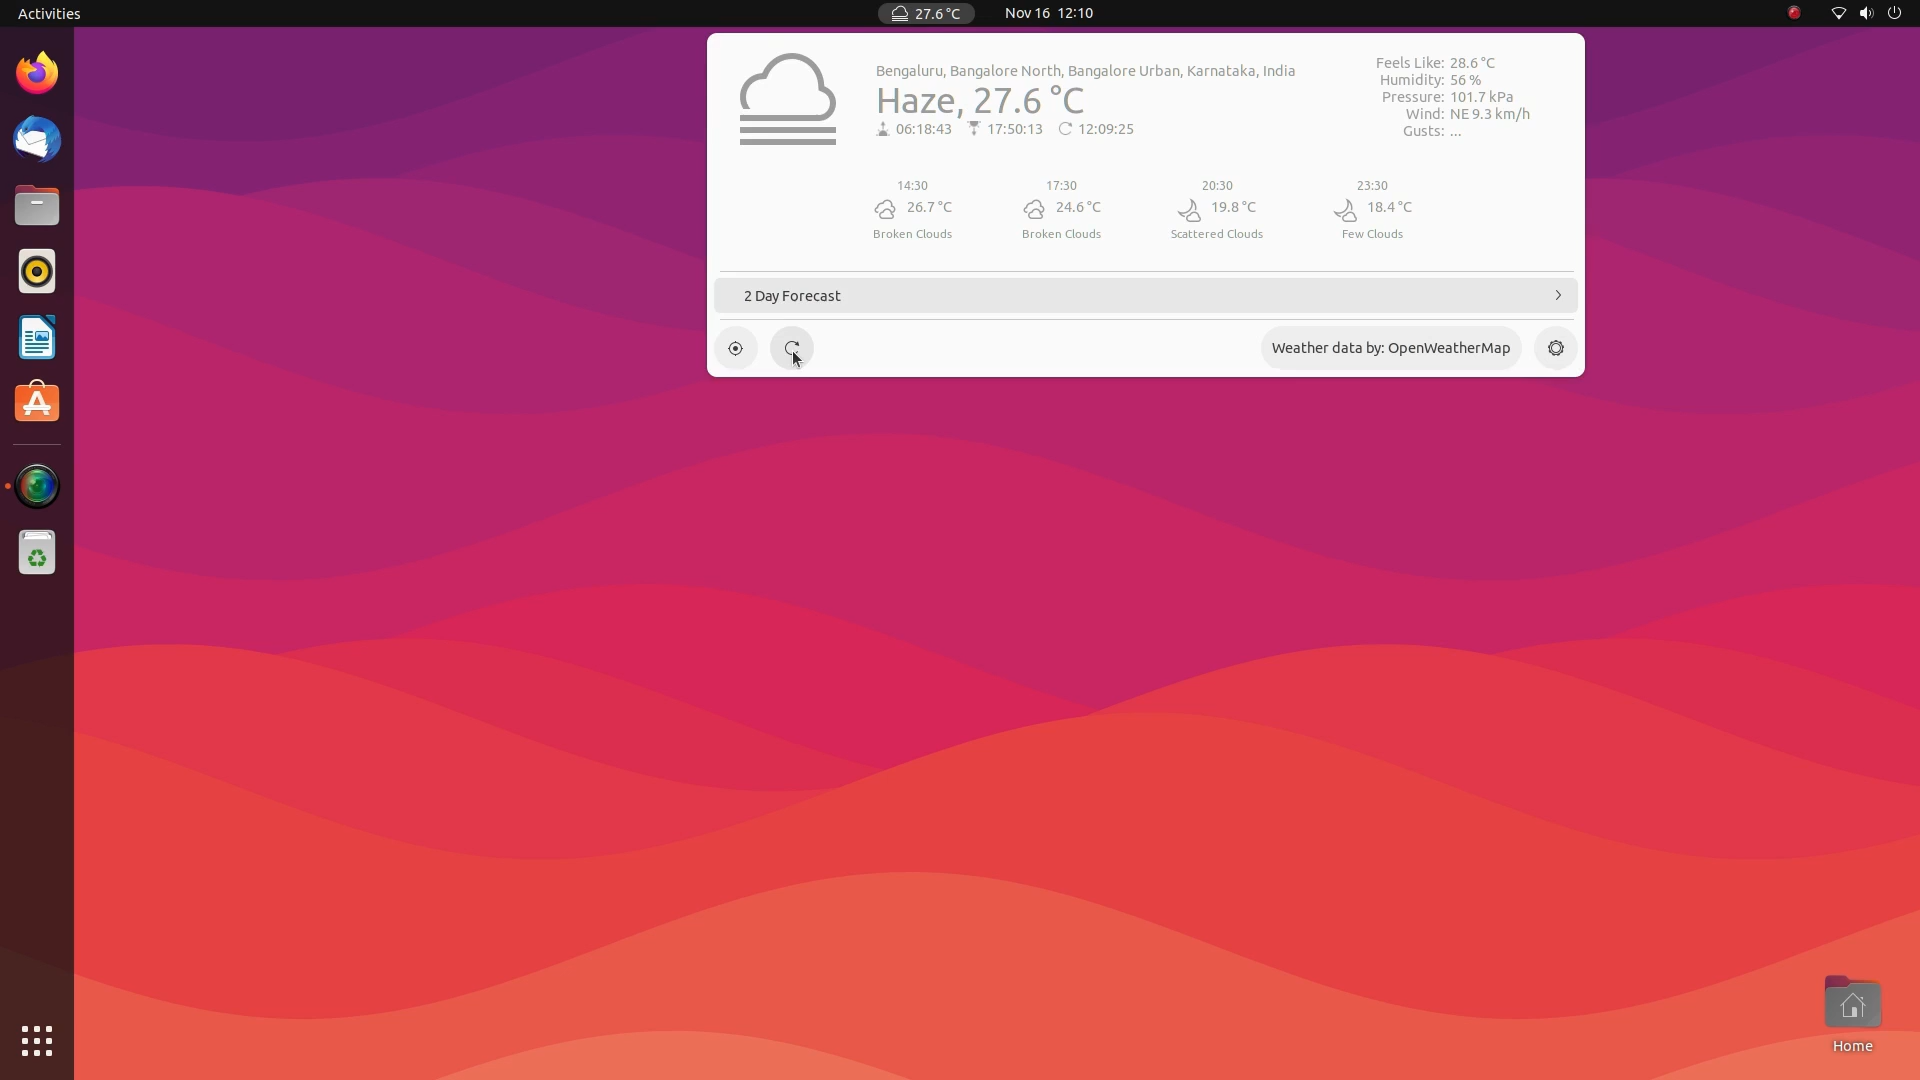 Activities
27.6 °C
Nov 16 12:10
Bengaluru, Bangalore North, Bangalore Urban, Karnataka, India
Haze, 27.6 °C
06:18:43 17:50:13 12:09:25
Feels Like: 28.6 °C
Humidity: 56 %
Pressure: 101.7 kPa
Wind: NE 9.3 km/h
Gusts: ...
14:30 17:30 20:30 23:30
26.7 °C 24.6 °C 19.8 °C 18.4 °C
Broken Clouds Broken Clouds Scattered Clouds Few Clouds
2 Day Forecast
Weather data by: OpenWeatherMap
Home